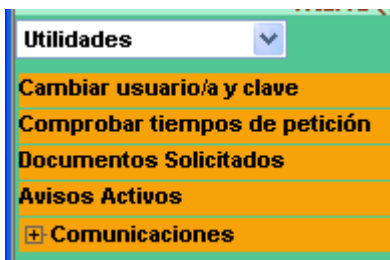 Utilidades
Cambiar usuario/a y clave
Comprobar tiempos de petición
Documentos Solicitados
Avisos Activos
Comunicaciones